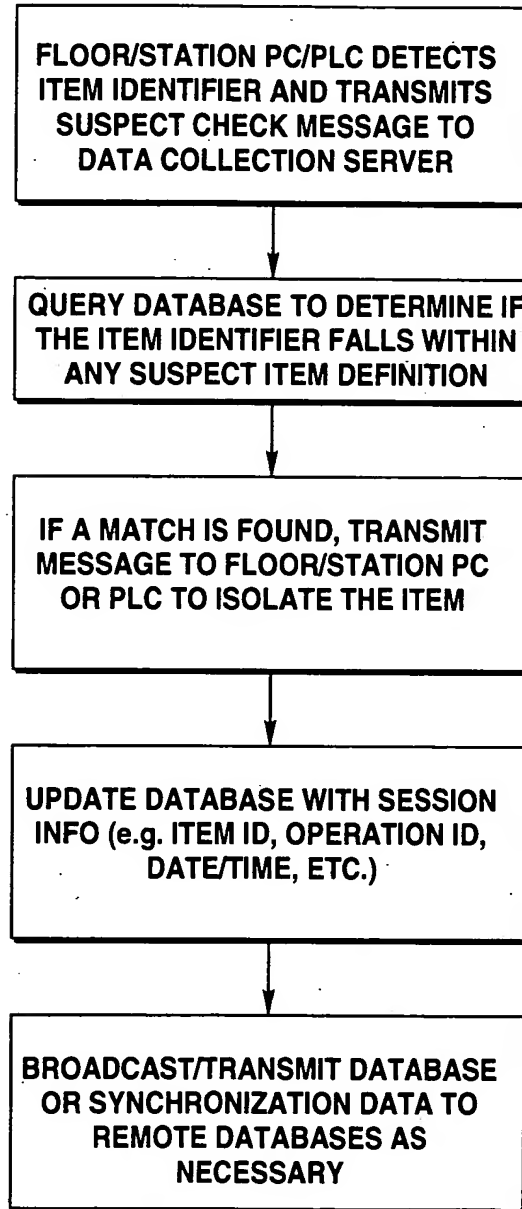 FLOOR/STATION PC/PLC DETECTS
ITEM IDENTIFIER AND TRANSMITS
SUSPECT CHECK MESSAGE TO
DATA COLLECTION SERVER
QUERY DATABASE TO DETERMINE IF
THE ITEM IDENTIFIER FALLS WITHIN
ANY SUSPECT ITEM DEFINITION
IF A MATCH IS FOUND, TRANSMIT
MESSAGE TO FLOOR/STATION PC
OR PLC TO ISOLATE THE ITEM
UPDATE DATABASE WITH SESSION
INFO (e.g. ITEM ID, OPERATION ID,
DATE/TIME, ETC.)
BROADCAST/TRANSMIT DATABASE
OR SYNCHRONIZATION DATA TO
REMOTE DATABASES AS
NECESSARY